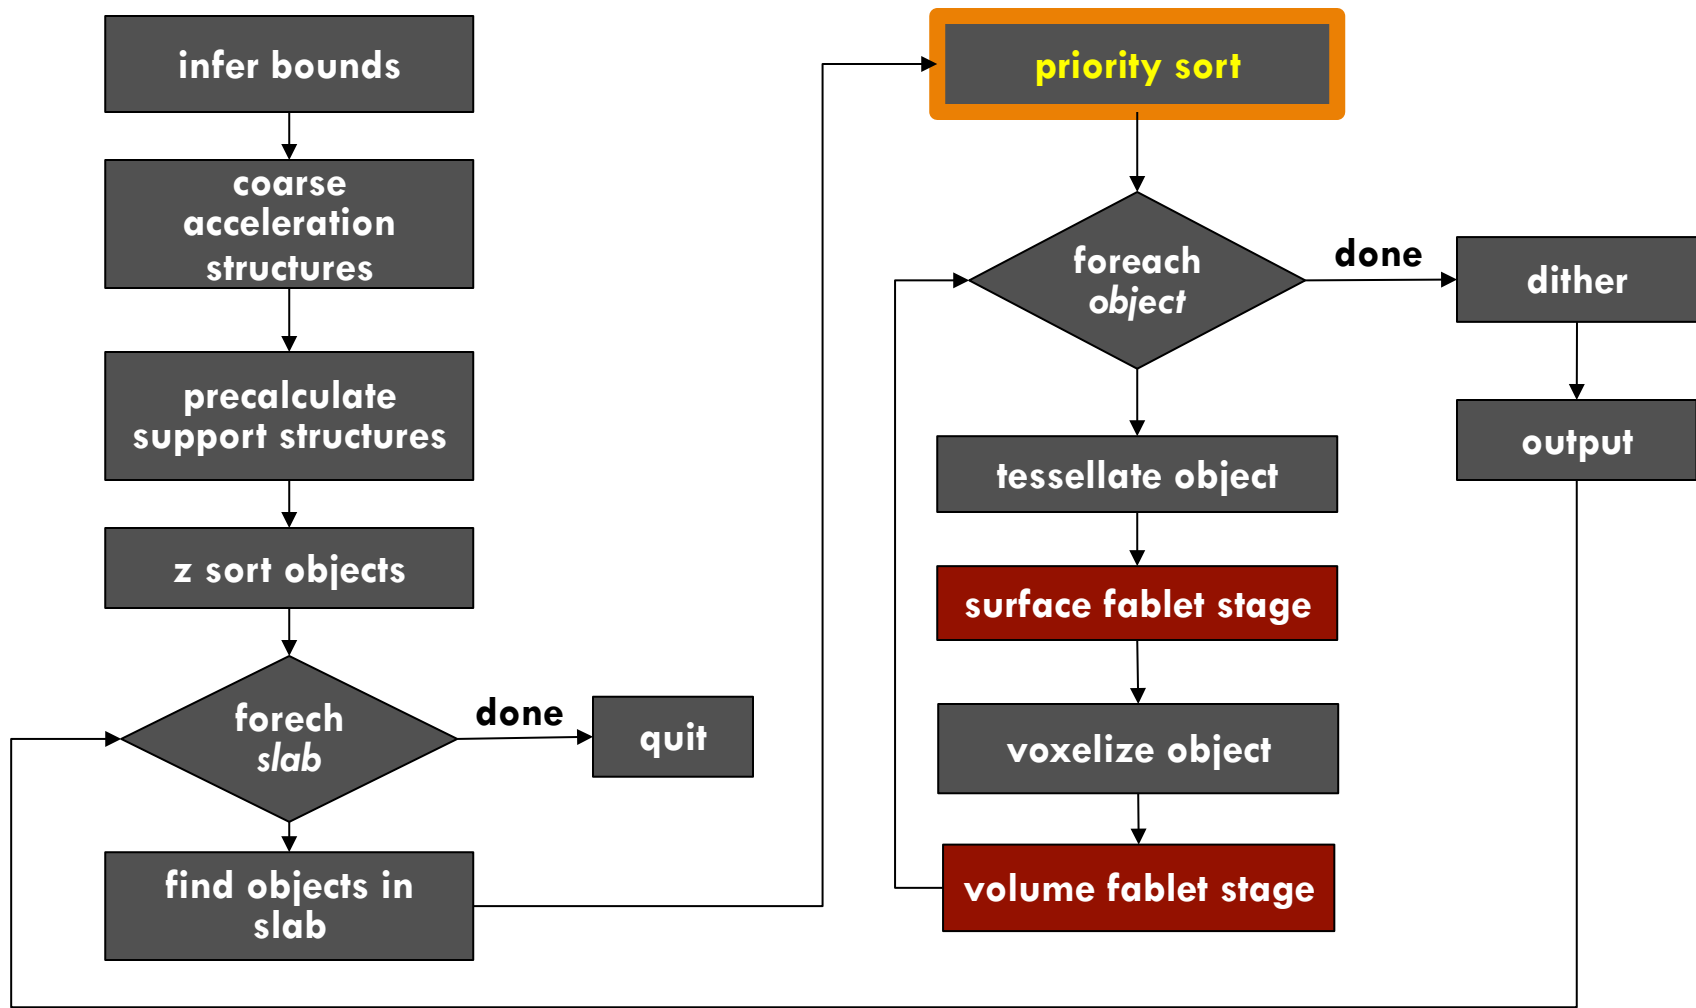 infer bounds
coarse
acceleration
structures
precalculate
support structures
z sort objects
forech
slab
done
quit
find objects in
slab
priority sort
foreach
object
done
dither
output
tessellate object
surface fablet stage
voxelize object
volume fablet stage